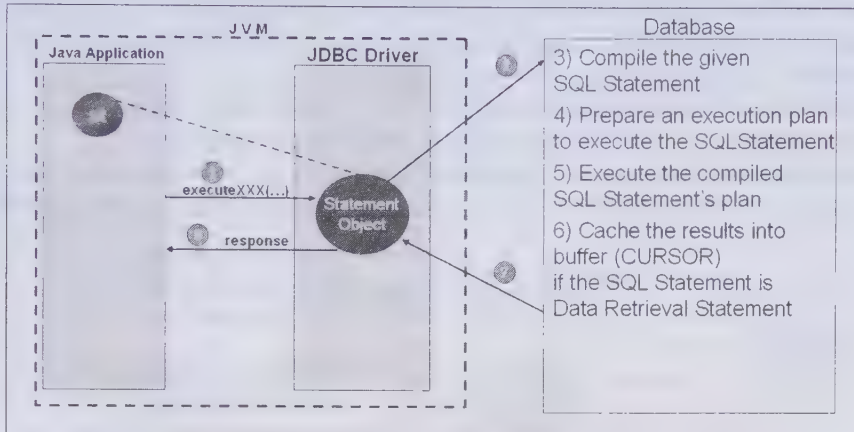 JVM
Java Application
JDBC Driver
executeXXX(...)
response
Statement
Object
Database
3) Compile the given
SQL Statement
4) Prepare an execution plan
to execute the SQLStatement
5) Execute the compiled
SQL Statement's plan
6) Cache the results into
buffer (CURSOR)
if the SQL Statement is
Data Retrieval Statement